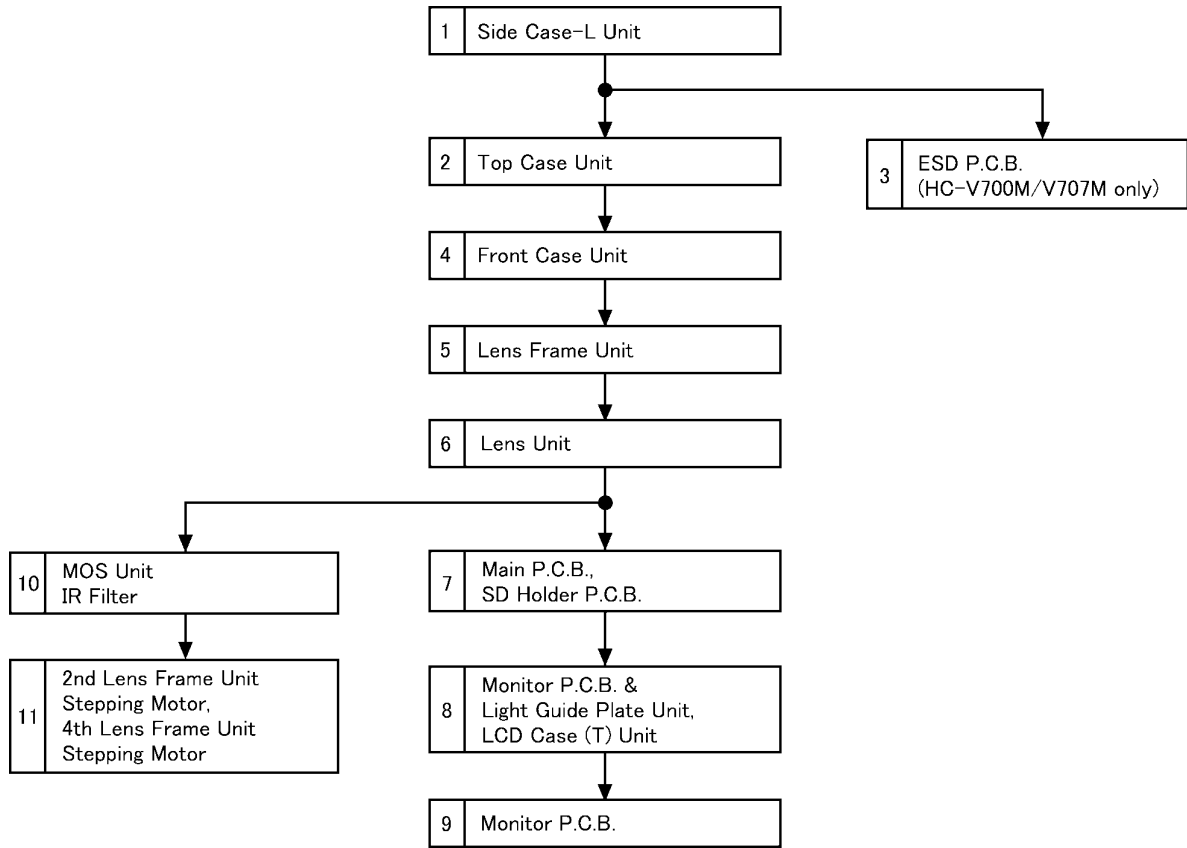 1 Side Case-L Unit
2 Top Case Unit
3 ESD P.C.B.
(HC-V700M/V707M only)
4 Front Case Unit
5 Lens Frame Unit
6 Lens Unit
10 MOS Unit
IR Filter
7 Main P.C.B.,
SD Holder P.C.B.
11 2nd Lens Frame Unit
Stepping Motor,
4th Lens Frame Unit
Stepping Motor
8 Monitor P.C.B. &
Light Guide Plate Unit,
LCD Case (T) Unit
9 Monitor P.C.B.